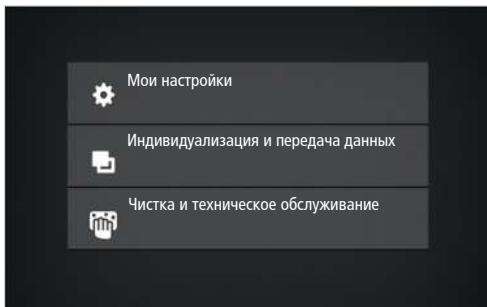 Мои настройки
Индивидуализация и передача данных
Чистка и техническое обслуживание